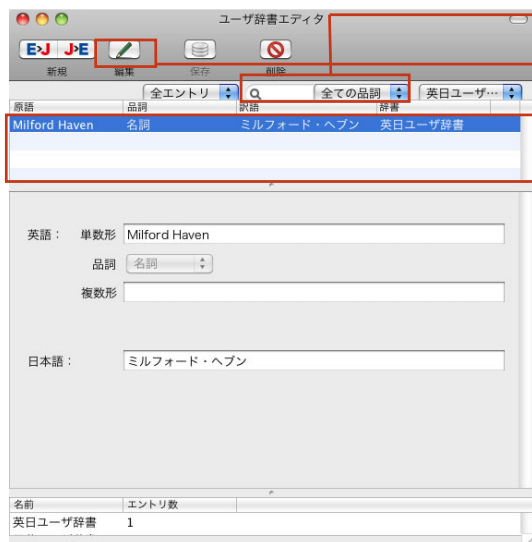 ユーザ辞書エディタ
E›J J›E
新規 編集 保存 削除
全エントリ 全ての品詞 英日ユーザ…
原語 品詞 訳語 辞書
Milford Haven 名詞 ミルフォード・ヘブン 英日ユーザ辞書
英語： 単数形 Milford Haven
品詞 名詞
複数形
日本語： ミルフォード・ヘブン
名前 エントリ数
英日ユーザ辞書 1